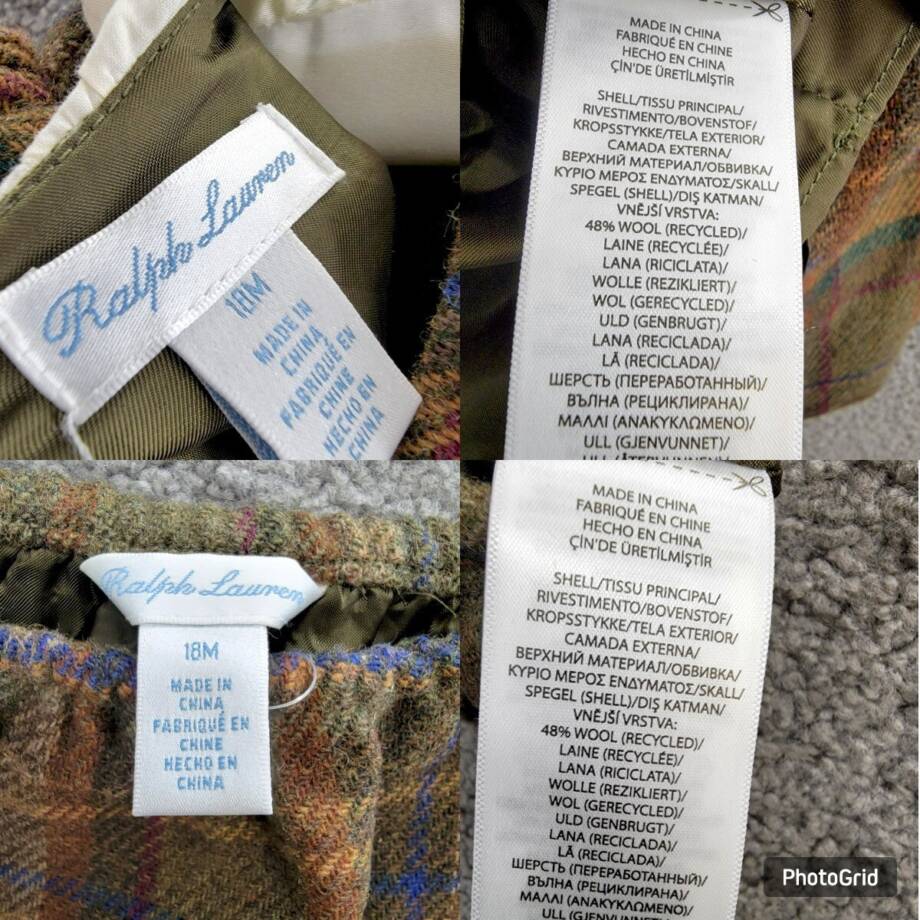 Ralph Lauren
18M
MADE IN
CHINA
FABRIQUÉ EN
CHINE
HECHO EN
CHINA
MADE IN CHINA
FABRIQUÉ EN CHINE
HECHO EN CHINA
ÇİN'DE ÜRETİLMİŞTİR
SHELL/TISSU PRINCIPAL/
RIVESTIMENTO/BOVENSTOF/
KROPSSTYKKE/TELA EXTERIOR/
CAMADA EXTERNA/
ВЕРХНИЙ МАТЕРИАЛ/ОБВИВКА/
ΚΥΡΙΟ ΜΕΡΟΣ ΕΝΔΥΜΑΤΟΣ/SKALL/
SPEGEL (SHELL)/DIŞ KATMAN/
VNĚJŠÍ VRSTVA:
48% WOOL (RECYCLED)/
LAINE (RECYCLÉE)/
LANA (RICICLATA)/
WOLLE (REZIKLIERT)/
WOL (GERECYCLED)/
ULD (GENBRUGT)/
LANA (RECICLADA)/
LÃ (RECICLADA)/
ШЕРСТЬ (ПЕРЕРАБОТАННЫЙ)/
ВЪЛНА (РЕЦИКЛИРАНА)/
ΜΑΛΛΙ (ΑΝΑΚΥΚΛΩΜΕΝΟ)/
ULL (GJENVUNNET)/
Ralph Lauren
18M
MADE IN
CHINA
FABRIQUÉ EN
CHINE
HECHO EN
CHINA
MADE IN CHINA
FABRIQUÉ EN CHINE
HECHO EN CHINA
ÇİN'DE ÜRETİLMİŞTİR
SHELL/TISSU PRINCIPAL/
RIVESTIMENTO/BOVENSTOF/
KROPSSTYKKE/TELA EXTERIOR/
CAMADA EXTERNA/
ВЕРХНИЙ МАТЕРИАЛ/ОБВИВКА/
ΚΥΡΙΟ ΜΕΡΟΣ ΕΝΔΥΜΑΤΟΣ/SKALL/
SPEGEL (SHELL)/DIŞ KATMAN/
VNĚJŠÍ VRSTVA:
48% WOOL (RECYCLED)/
LAINE (RECYCLÉE)/
LANA (RICICLATA)/
WOLLE (REZIKLIERT)/
WOL (GERECYCLED)/
ULD (GENBRUGT)/
LANA (RECICLADA)/
LÃ (RECICLADA)/
ШЕРСТЬ (ПЕРЕРАБОТАННЫЙ)/
ВЪЛНА (РЕЦИКЛИРАНА)/
ΜΑΛΛΙ (ΑΝΑΚΥΚΛΩΜΕΝΟ)/
ULL (GJENVUNNET)/
PhotoGrid